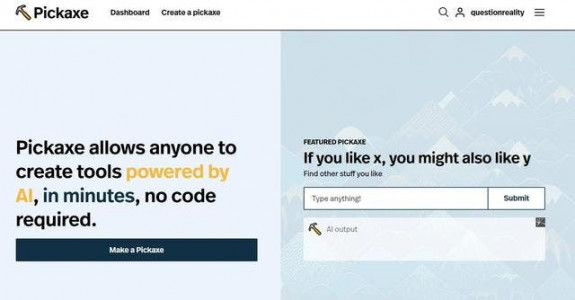 Pickaxe
Dashboard
Create a pickaxe
questionreality
Pickaxe allows anyone to
create tools powered by
AI, in minutes, no code
required.
Make a Pickaxe
FEATURED PICKAXE
If you like x, you might also like y
Find other stuff you like
Type anything!
Submit
AI output